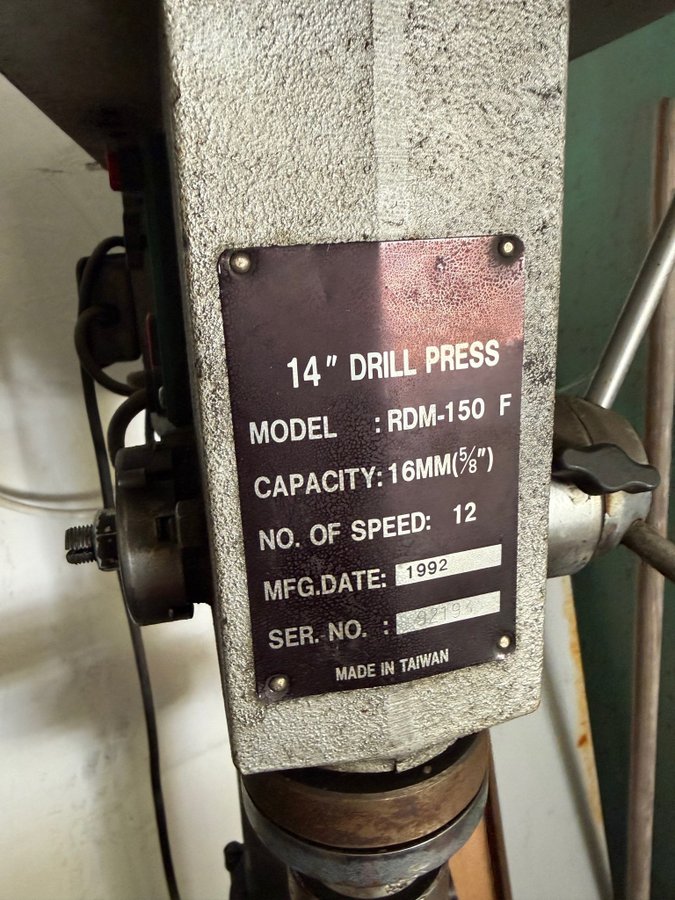 14" DRILL PRESS
MODEL : RDM-150 F
CAPACITY: 16MM(5/8")
NO. OF SPEED: 12
MFG.DATE: 1992
SER. NO. :
MADE IN TAIWAN